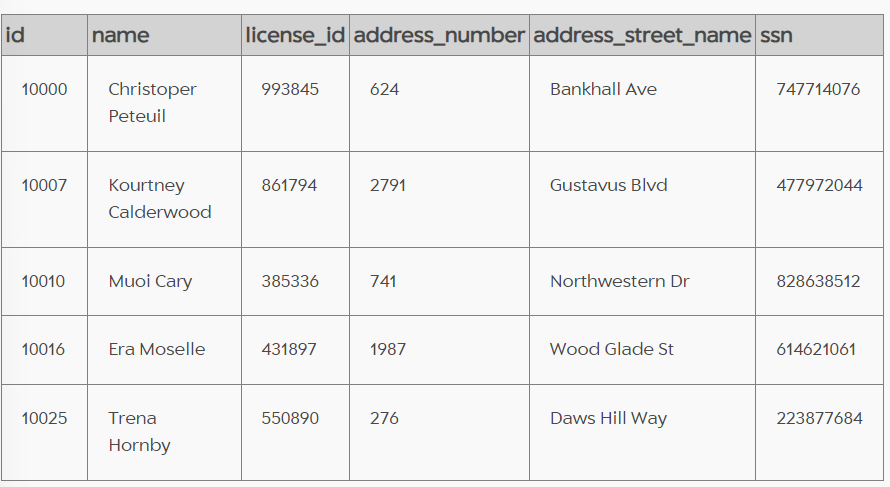 id name license_id address_number address_street_name ssn
10000 Christoper 993845 624 Bankhall Ave 747714076
Peteuil
10007 Kourtney 861794 2791 Gustavus Blvd 477972044
Calderwood
10010 Muoi Cary 385336 741 Northwestern Dr 828638512
10016 Era Moselle 431897 1987 Wood Glade St 614621061
10025 Trena 550890 276 Daws Hill Way 223877684
Hornby